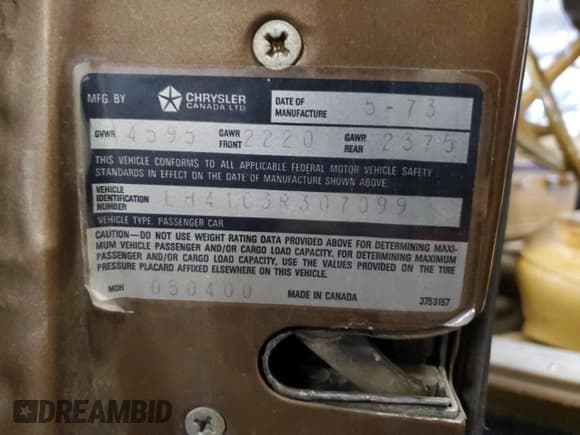 MFG. BY CHRYSLER CANADA LTD DATE OF MANUFACTURE 5-73
GVWR 4595 GAWR FRONT 2220 GAWR REAR 2375
THIS VEHICLE CONFORMS TO ALL APPLICABLE FEDERAL MOTOR VEHICLE SAFETY
STANDARDS IN EFFECT ON THE DATE OF MANUFACTURE SHOWN ABOVE.
VEHICLE IDENTIFICATION NUMBER LH41C3R307099
VEHICLE TYPE: PASSENGER CAR
CAUTION—DO NOT USE WEIGHT RATING DATA PROVIDED ABOVE FOR DETERMINING MAXI-
MUM VEHICLE PASSENGER AND/OR CARGO LOAD CAPACITY. FOR DETERMINING MAXIMUM
PASSENGER AND/OR CARGO LOAD CAPACITY, USE THE VALUES PROVIDED ON THE TIRE
PRESSURE PLACARD AFFIXED ELSEWHERE ON THIS VEHICLE.
MDH 050400 MADE IN CANADA 3753157
DREAMBID